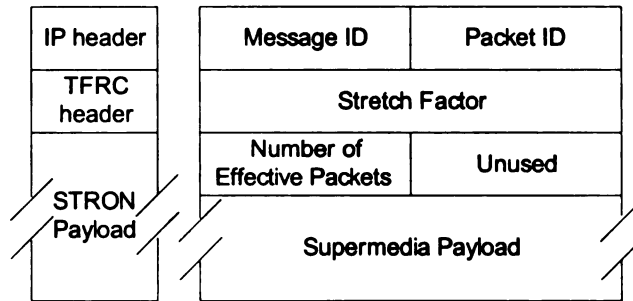 IP header
TFRC
header
STRON
Payload
Message ID
Packet ID
Stretch Factor
Number of
Effective Packets
Unused
Supermedia Payload